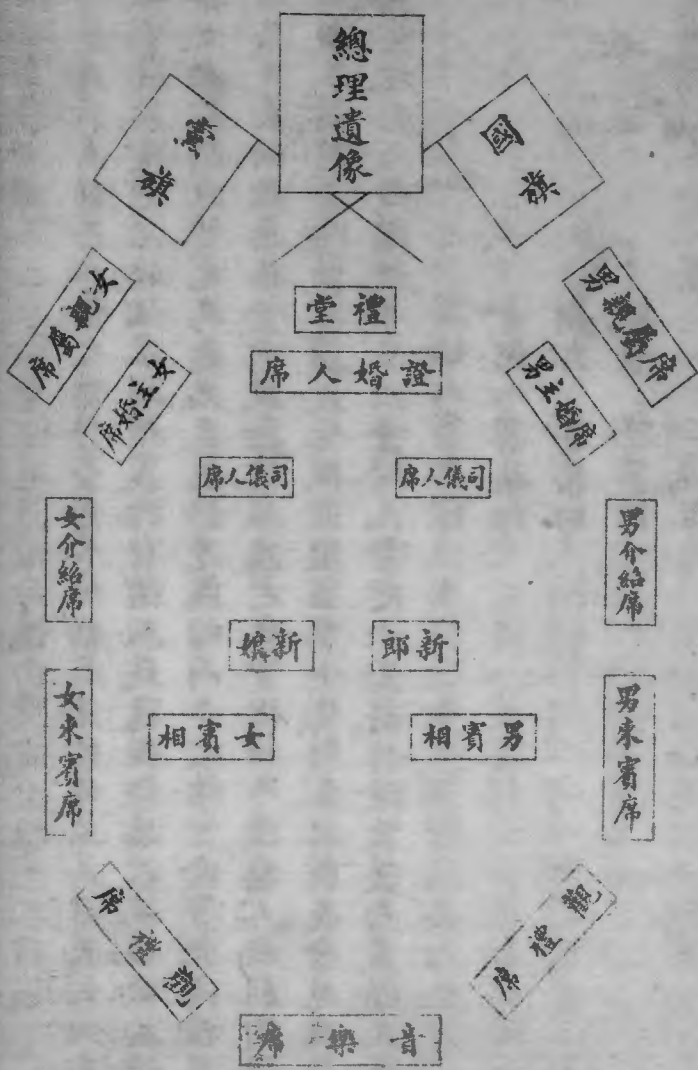 總理遺像
黨旗
國旗
禮堂
證婚人席
女親屬席
男親屬席
女主婚席
男主婚席
司儀人席
司儀人席
女介紹席
男介紹席
新娘
新郎
女來賓席
男來賓席
女賓相
男賓相
觀禮席
觀禮席
音樂席